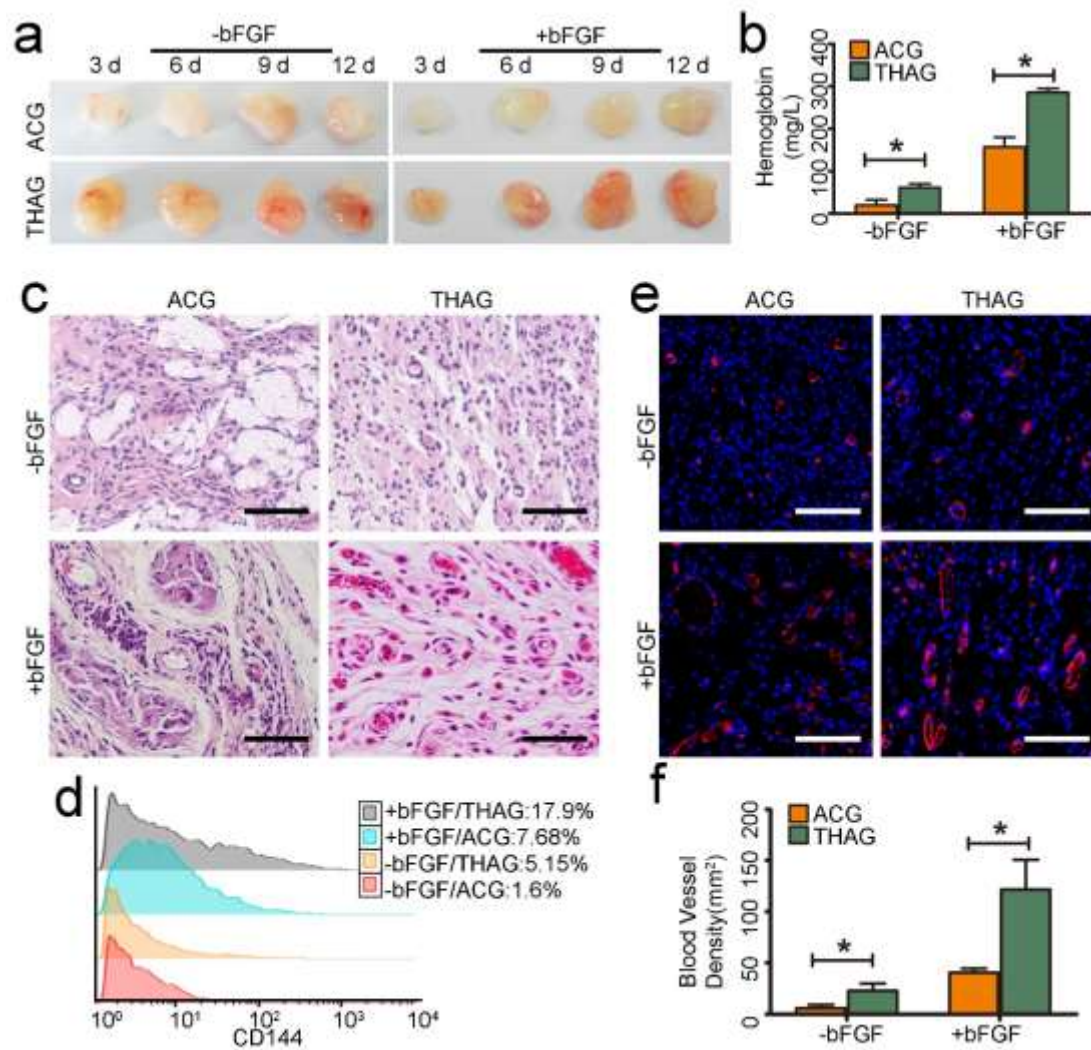 a
-bFGF
+bFGF
3 d 6 d 9 d 12 d 3 d 6 d 9 d 12 d
ACG
THAG
b
ACG
THAG
Hemoglobin
(mg/L)
400
300
200
100
0
*
*
-bFGF +bFGF
c
ACG THAG
-bFGF
+bFGF
e
ACG THAG
-bFGF
+bFGF
d
+bFGF/THAG:17.9%
+bFGF/ACG:7.68%
-bFGF/THAG:5.15%
-bFGF/ACG:1.6%
10⁰ 10¹ 10² 10³ 10⁴
CD144
f
ACG
THAG
Blood Vessel
Density(mm²)
200
150
100
50
0
*
*
-bFGF +bFGF